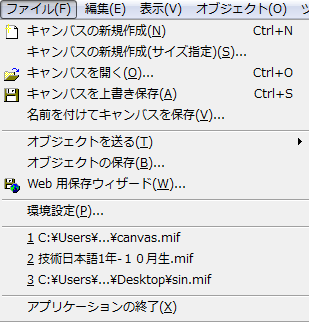 ファイル(F) 編集(E) 表示(V) オブジェクト(O) ツ
キャンバスの新規作成(N) Ctrl+N
キャンバスの新規作成(サイズ指定)(S)...
キャンバスを開く(O)... Ctrl+O
キャンバスを上書き保存(A) Ctrl+S
名前を付けてキャンバスを保存(V)...
オブジェクトを送る(T)
オブジェクトの保存(B)...
Web 用保存ウィザード(W)...
環境設定(P)...
1 C:¥Users¥...¥canvas.mif
2 技術日本語1年-１０月生.mif
3 C:¥Users¥...¥Desktop¥sin.mif
アプリケーションの終了(X)